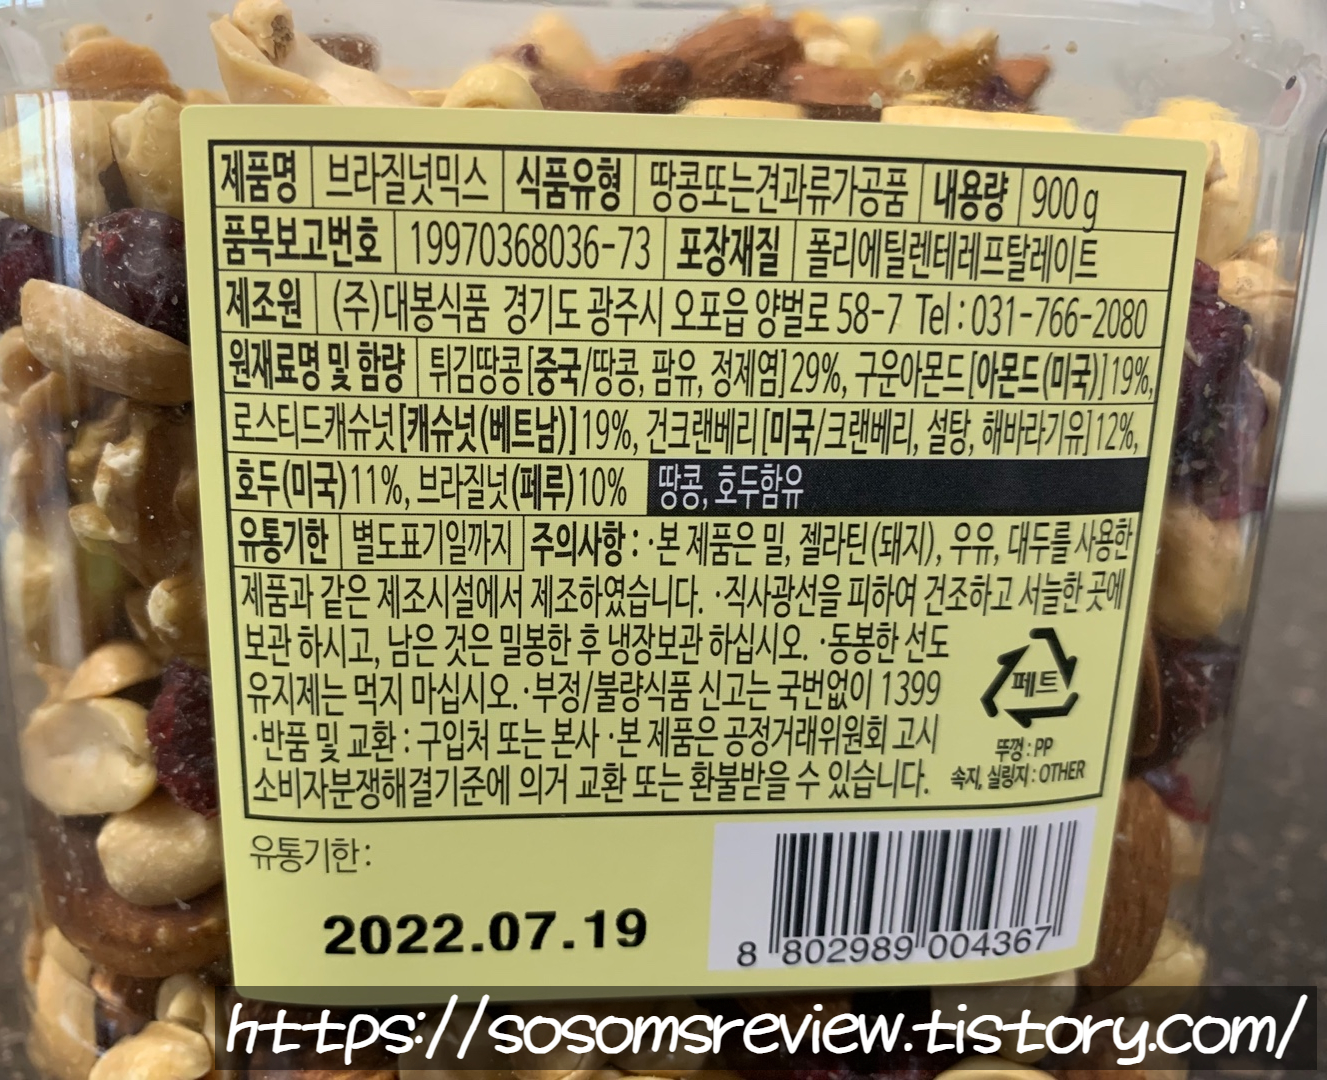 제품명 브라질넛믹스 식품유형 땅콩또는견과류가공품 내용량 900g
품목보고번호 19970368036-73 포장재질 폴리에틸렌테레프탈레이트
제조원 (주)대봉식품 경기도 광주시 오포읍 양벌로 58-7 Tel : 031-766-2080
원재료명 및 함량 튀김땅콩[중국/땅콩, 팜유, 정제염]29%, 구운아몬드[아몬드(미국)]19%,
로스티드캐슈넛[캐슈넛(베트남)]19%, 건크랜베리[미국/크랜베리, 설탕, 해바라기유]12%,
호두(미국)11%, 브라질넛(페루)10% 땅콩, 호두함유
유통기한 별도표기일까지 주의사항 : ·본 제품은 밀, 젤라틴(돼지), 우유, 대두를 사용한
제품과 같은 제조시설에서 제조하였습니다. ·직사광선을 피하여 건조하고 서늘한 곳에
보관 하시고, 남은 것은 밀봉한 후 냉장보관 하십시오. ·동봉한 선도
유지제는 먹지 마십시오. ·부정/불량식품 신고는 국번없이 1399
·반품 및 교환 : 구입처 또는 본사 ·본 제품은 공정거래위원회 고시
소비자분쟁해결기준에 의거 교환 또는 환불받을 수 있습니다.
페트
뚜껑 : PP
속지, 실링지 : OTHER
유통기한 :
2022.07.19
8 802989 004367
https://sosomsreview.tistory.com/